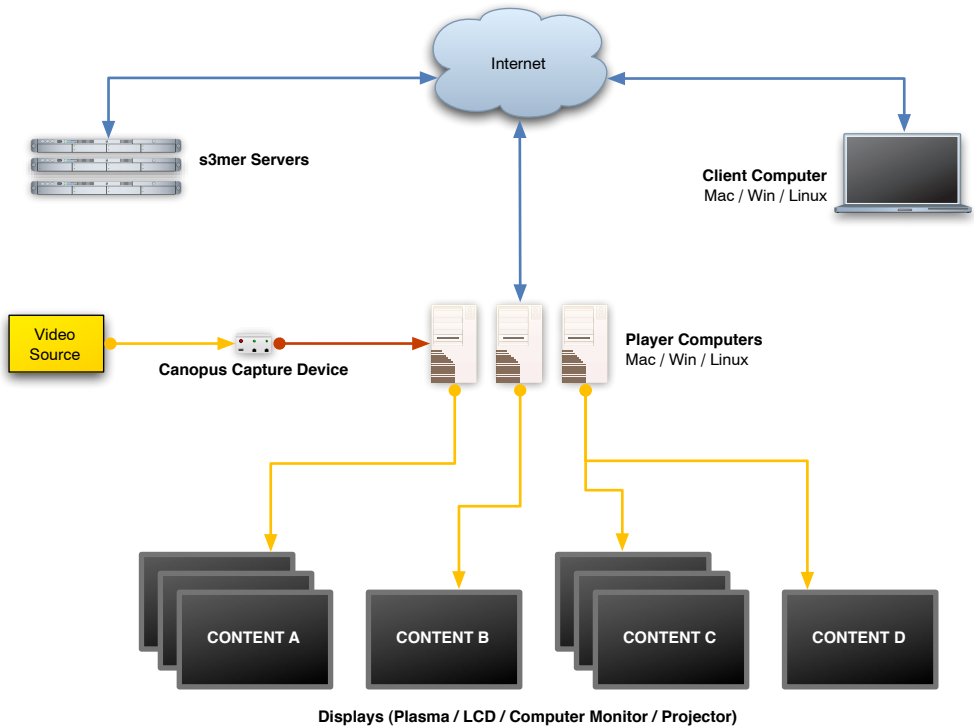 Internet
s3mer Servers
Client Computer
Mac / Win / Linux
Video
Source
Canopus Capture Device
Player Computers
Mac / Win / Linux
CONTENT A
CONTENT B
CONTENT C
CONTENT D
Displays (Plasma / LCD / Computer Monitor / Projector)